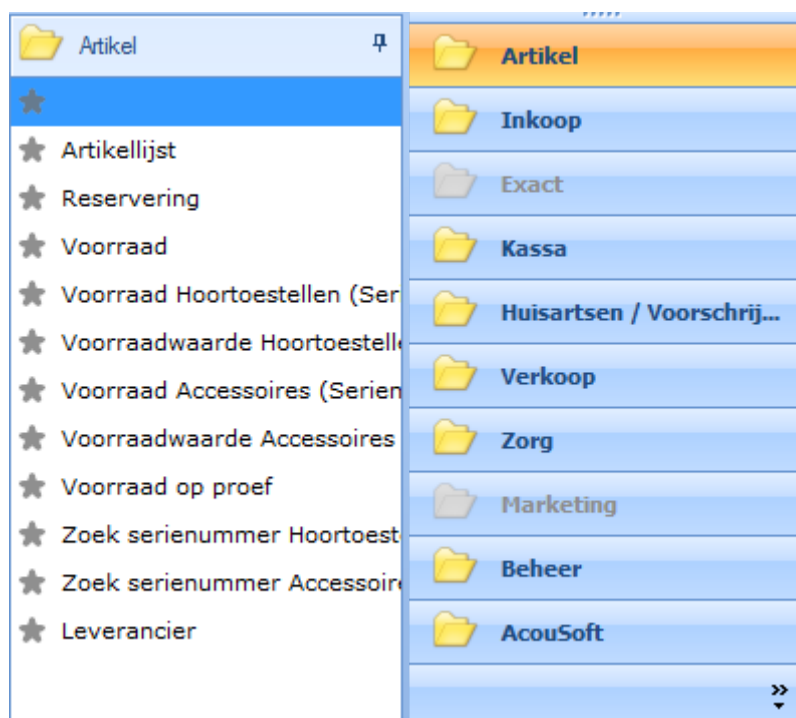 Artikel
Artikellijst
Reservering
Voorraad
Voorraad Hoortoestellen (Ser
Voorraadwaarde Hoortoestelle
Voorraad Accessoires (Serien
Voorraadwaarde Accessoires
Voorraad op proef
Zoek serienummer Hoortoest
Zoek serienummer Accessoire
Leverancier
Artikel
Inkoop
Exact
Kassa
Huisartsen / Voorschrij...
Verkoop
Zorg
Marketing
Beheer
AcouSoft